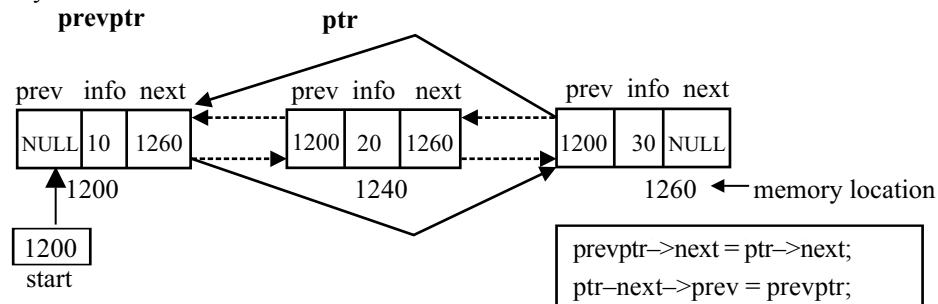 prevptr ptr
prev info next prev info next prev info next
NULL 10 1260 1200 20 1260 1200 30 NULL
1200 1240 1260 memory location
1200
start
prevptr–>next = ptr–>next;
ptr–next–>prev = prevptr;